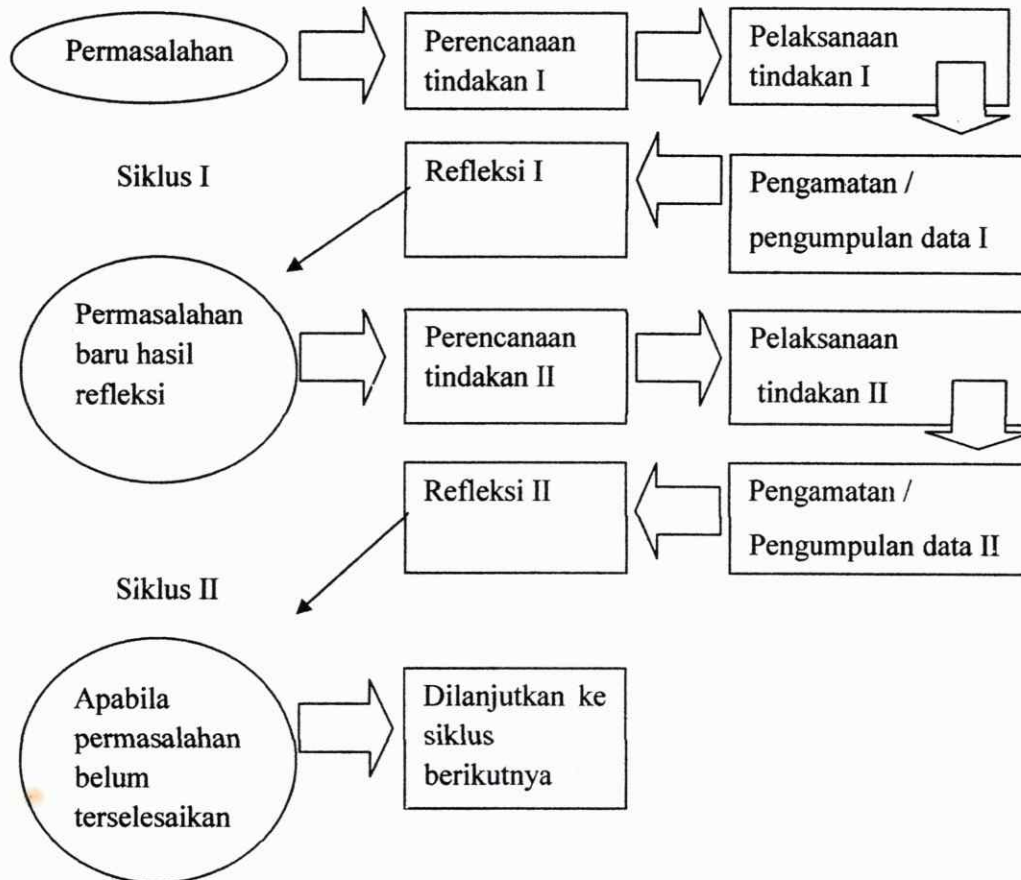 Permasalahan
Perencanaan
tindakan I
Pelaksanaan
tindakan I
Siklus I
Refleksi I
Pengamatan /
pengumpulan data I
Permasalahan
baru hasil
refleksi
Perencanaan
tindakan II
Pelaksanaan
tindakan II
Refleksi II
Pengamatan /
Pengumpulan data II
Siklus II
Apabila
permasalahan
belum
terselesaikan
Dilanjutkan ke
siklus
berikutnya